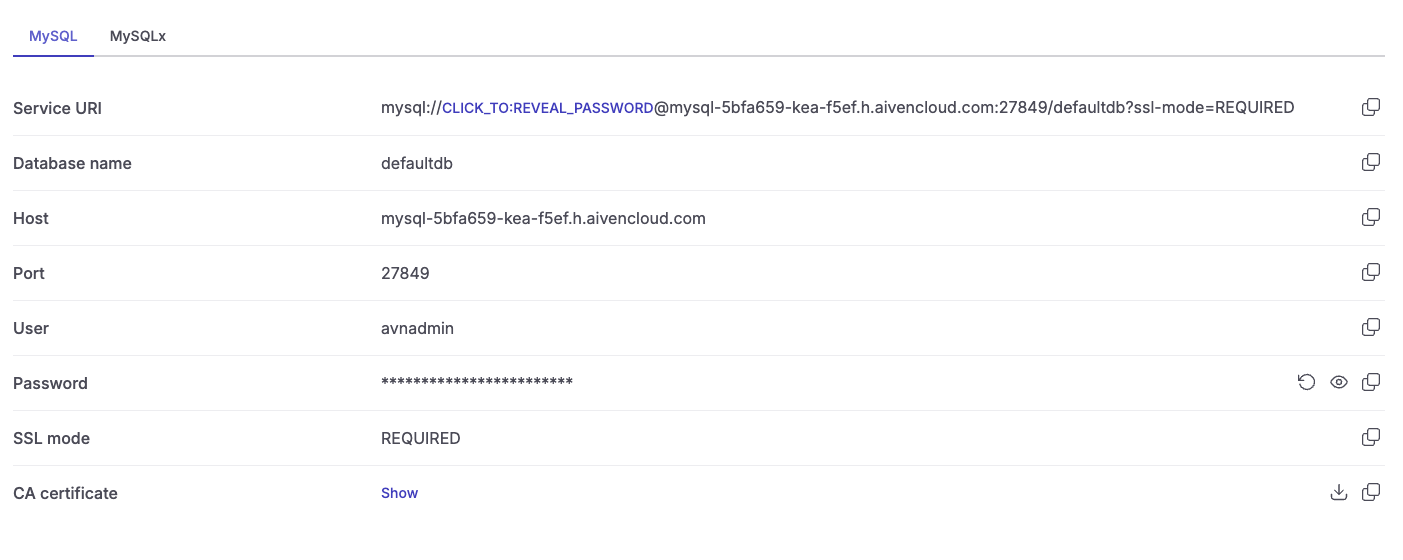 MySQL MySQLx
Service URI mysql://CLICK_TO:REVEAL_PASSWORD@mysql-5bfa659-kea-f5ef.h.aivencloud.com:27849/defaultdb?ssl-mode=REQUIRED
Database name defaultdb
Host mysql-5bfa659-kea-f5ef.h.aivencloud.com
Port 27849
User avnadmin
Password ************************
SSL mode REQUIRED
CA certificate Show